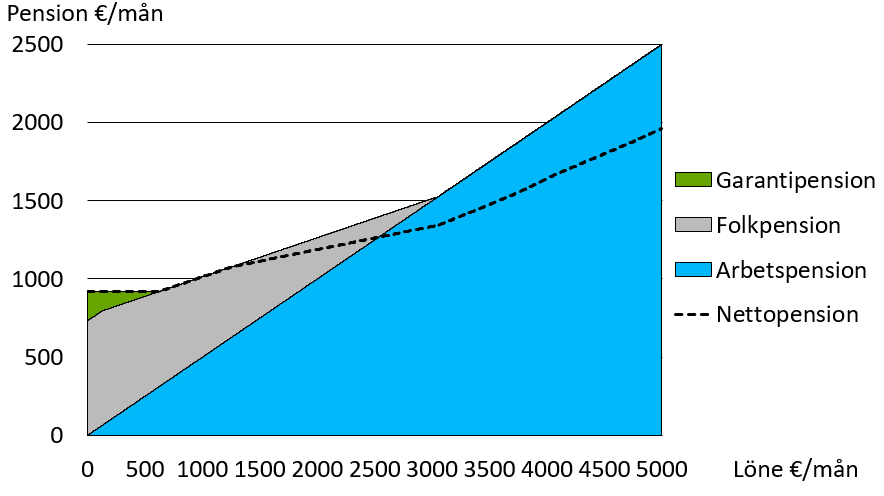 Pension €/mån
2500
2000
1500
1000
500
0
0 500 1000 1500 2000 2500 3000 3500 4000 4500 5000 Löne €/mån
Garantipension
Folkpension
Arbetspension
Nettopension